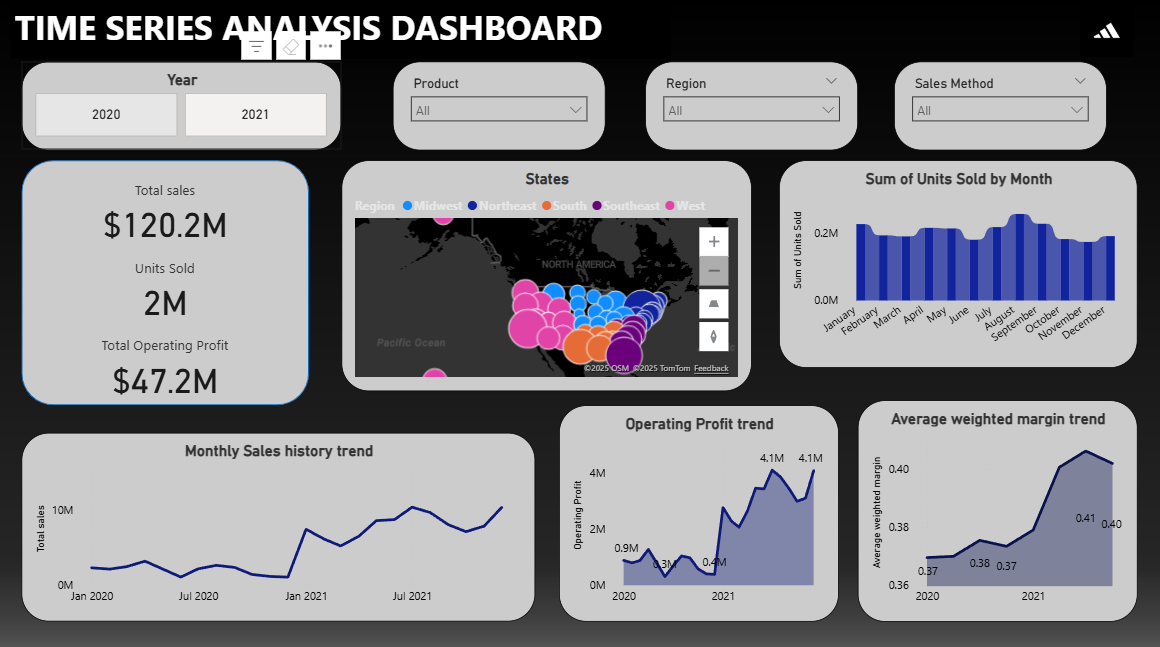 TIME SERIES ANALYSIS DASHBOARD
Year
2020
2021
Product
All
Region
All
Sales Method
All
Total sales
$120.2M
Units Sold
2M
Total Operating Profit
$47.2M
States
Region Midwest Northeast South Southeast West
NORTH AMERICA
Pacific Ocean
©2025 OSM ©2025 TomTom Feedback
Sum of Units Sold by Month
Sum of Units Sold
0.2M
0.0M
January February March April May June July August September October November December
Monthly Sales history trend
Total sales
10M
0M
Jan 2020 Jul 2020 Jan 2021 Jul 2021
Operating Profit trend
Operating Profit
4.1M 4.1M
4M
2M
0.9M 0.3M 0.4M
0M
2020 2021
Average weighted margin trend
Average weighted margin
0.40
0.38
0.36
0.37 0.38 0.37 0.41 0.40
2020 2021